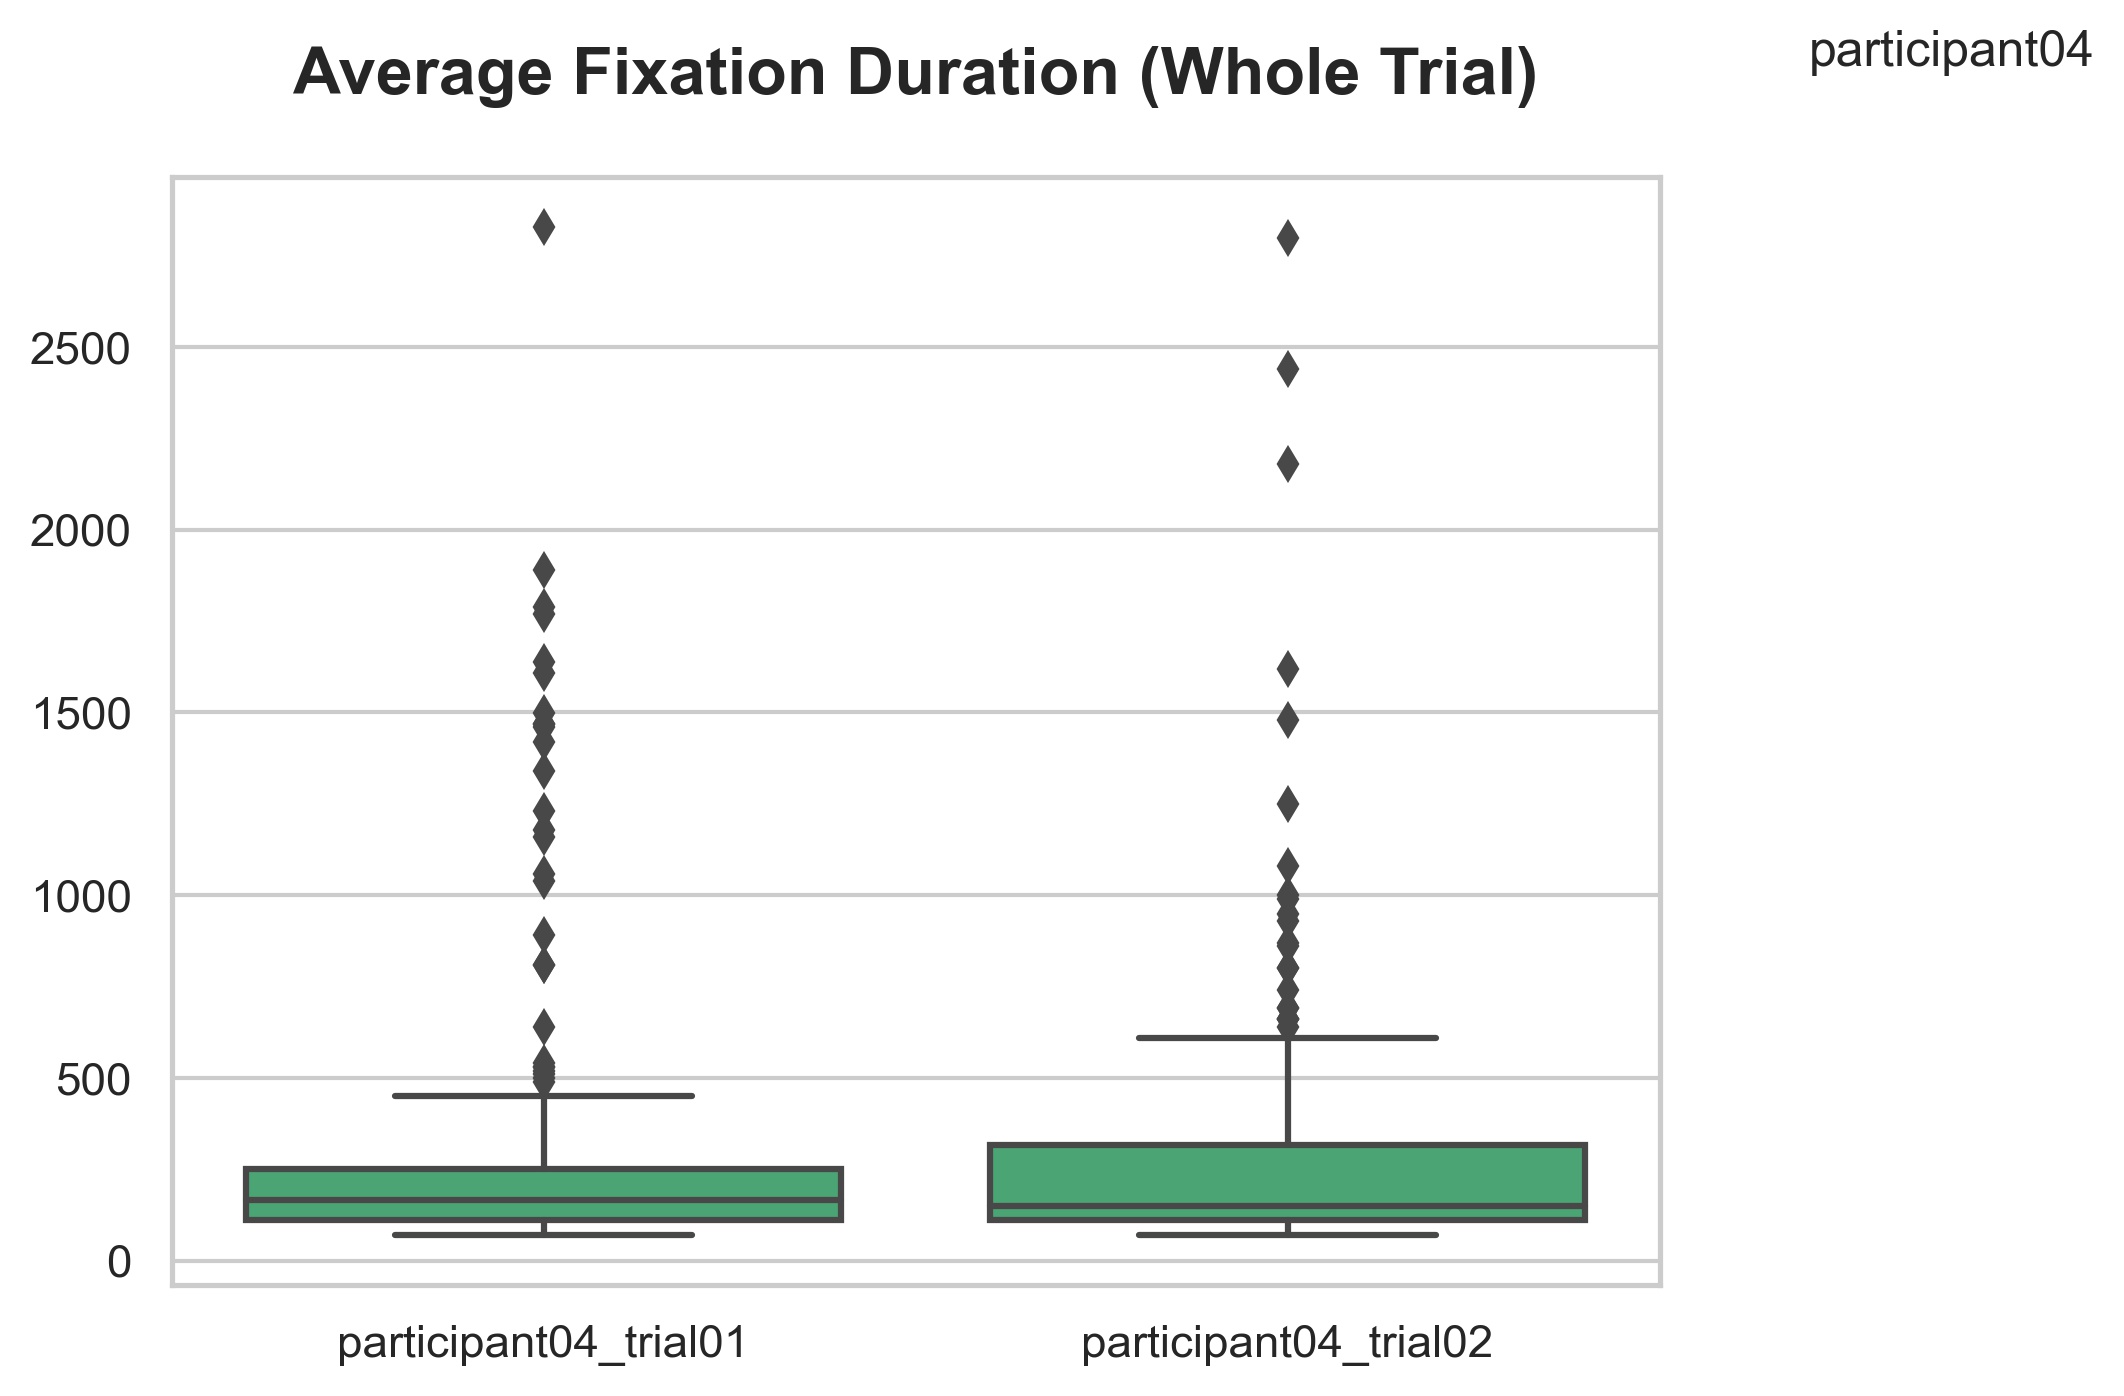 Average Fixation Duration (Whole Trial)
participant04
2500
2000
1500
1000
500
0
participant04_trial01
participant04_trial02